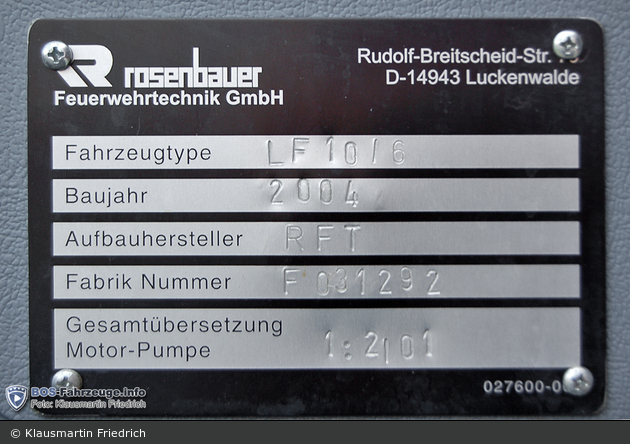 rosenbauer
Feuerwehrtechnik GmbH
Rudolf-Breitscheid-Str.
D-14943 Luckenwalde
Fahrzeugtype LF 10/6
Baujahr 2004
Aufbauhersteller RFT
Fabrik Nummer F 031292
Gesamtübersetzung
Motor-Pumpe 1:2,01
BOS-Fahrzeuge.Info
Foto: Klausmartin Friedrich
© Klausmartin Friedrich